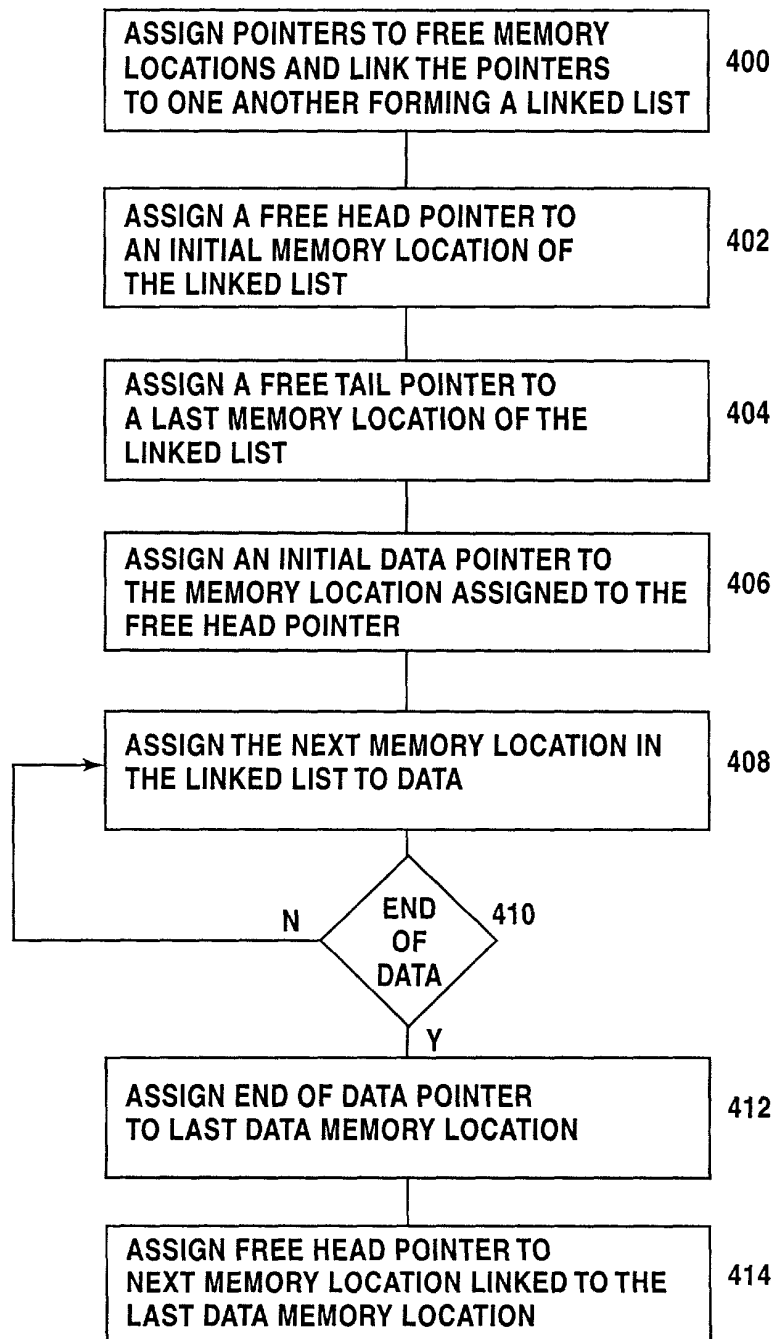 ASSIGN POINTERS TO FREE MEMORY
LOCATIONS AND LINK THE POINTERS
TO ONE ANOTHER FORMING A LINKED LIST
400
ASSIGN A FREE HEAD POINTER TO
AN INITIAL MEMORY LOCATION OF
THE LINKED LIST
402
ASSIGN A FREE TAIL POINTER TO
A LAST MEMORY LOCATION OF THE
LINKED LIST
404
ASSIGN AN INITIAL DATA POINTER TO
THE MEMORY LOCATION ASSIGNED TO THE
FREE HEAD POINTER
406
ASSIGN THE NEXT MEMORY LOCATION IN
THE LINKED LIST TO DATA
408
N
END
OF
DATA
410
Y
ASSIGN END OF DATA POINTER
TO LAST DATA MEMORY LOCATION
412
ASSIGN FREE HEAD POINTER TO
NEXT MEMORY LOCATION LINKED TO THE
LAST DATA MEMORY LOCATION
414